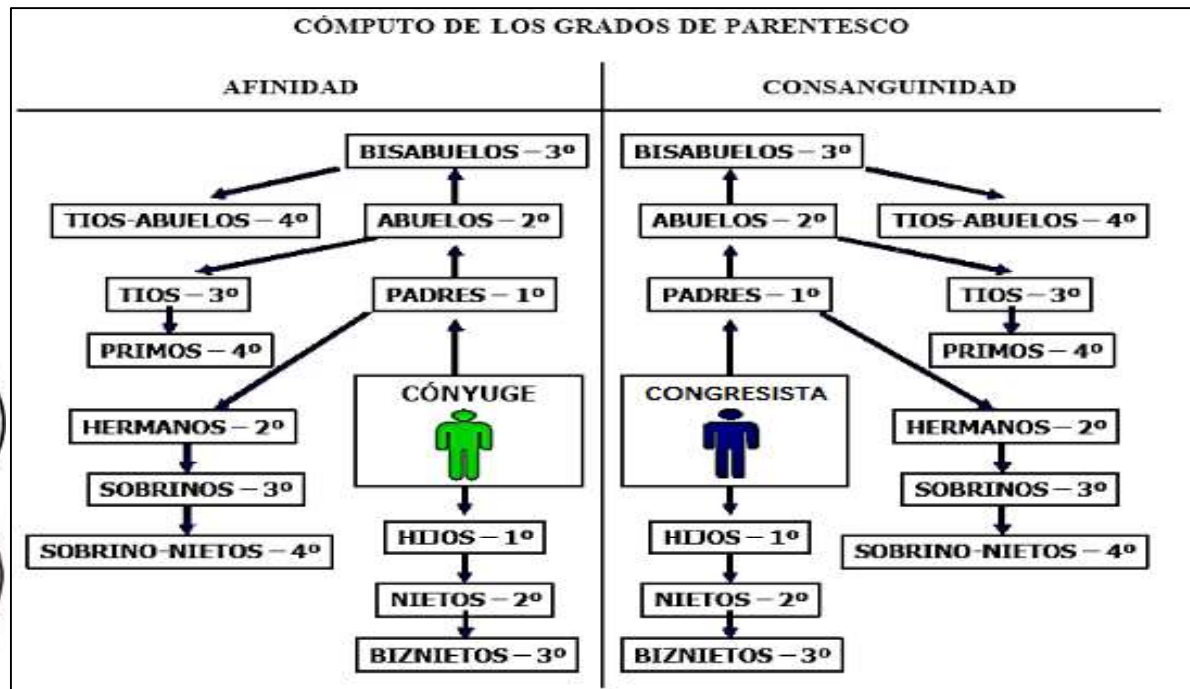 CÓMPUTO DE LOS GRADOS DE PARENTESCO
AFINIDAD
CONSANGUINIDAD
BISABUELOS – 3º
BISABUELOS – 3º
TIOS-ABUELOS – 4º
ABUELOS – 2º
ABUELOS – 2º
TIOS-ABUELOS – 4º
TIOS – 3º
PADRES – 1º
PADRES – 1º
TIOS – 3º
PRIMOS – 4º
PRIMOS – 4º
CÓNYUGE
CONGRESISTA
HERMANOS – 2º
HERMANOS – 2º
SOBRINOS – 3º
SOBRINOS – 3º
SOBRINO-NIETOS – 4º
HIJOS – 1º
HIJOS – 1º
SOBRINO-NIETOS – 4º
NIETOS – 2º
NIETOS – 2º
BIZNIETOS – 3º
BIZNIETOS – 3º